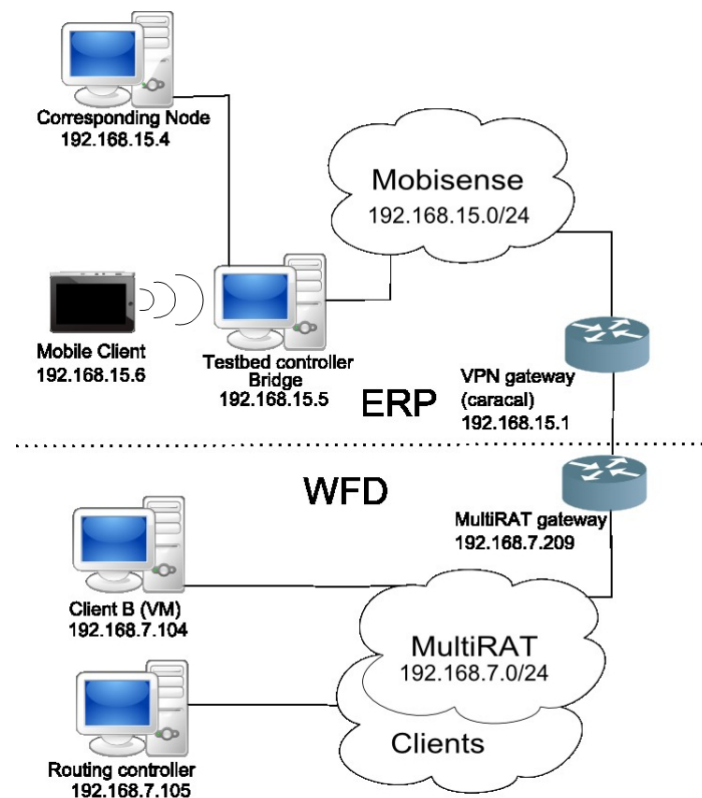 Corresponding Node
192.168.15.4
Mobisense
192.168.15.0/24
Mobile Client
192.168.15.6
Testbed controller
Bridge
192.168.15.5
ERP
VPN gateway
(caracal)
192.168.15.1
WFD
MultiRAT gateway
192.168.7.209
Client B (VM)
192.168.7.104
MultiRAT
192.168.7.0/24
Clients
Routing controller
192.168.7.105